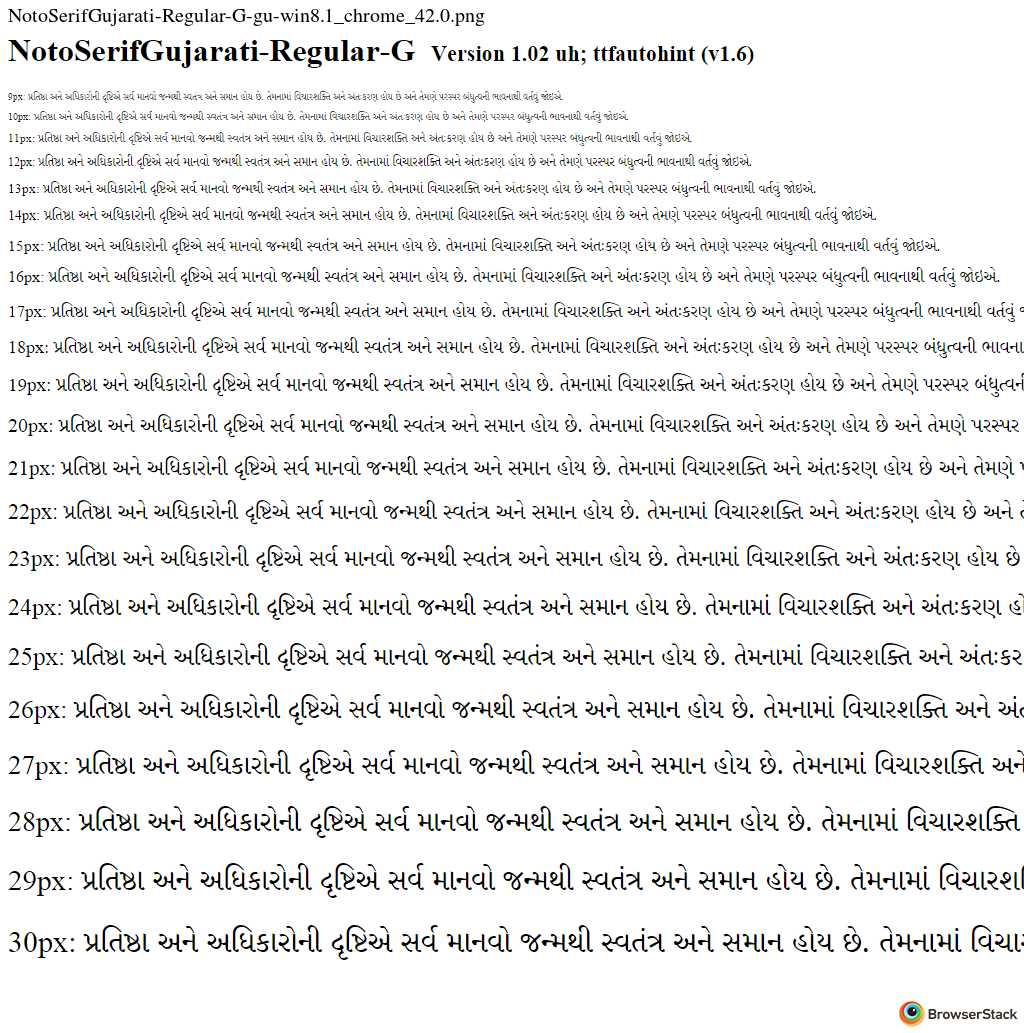 NotoSerifGujarati-Regular-G-gu-win8.1_chrome_42.0.png
NotoSerifGujarati-Regular-G Version 1.02 uh; ttfautohint (v1.6)
9px: પ્રતિષ્ઠા અને અધિકારોની દૃષ્ટિએ સર્વ માનવો જન્મથી સ્વતંત્ર અને સમાન હોય છે. તેમનામાં વિચારશક્તિ અને અંતઃકરણ હોય છે અને તેમણે પરસ્પર બંધુત્વની ભાવનાથી વર્તવું જોઇએ.
10px: પ્રતિષ્ઠા અને અધિકારોની દૃષ્ટિએ સર્વ માનવો જન્મથી સ્વતંત્ર અને સમાન હોય છે. તેમનામાં વિચારશક્તિ અને અંતઃકરણ હોય છે અને તેમણે પરસ્પર બંધુત્વની ભાવનાથી વર્તવું જોઇએ.
11px: પ્રતિષ્ઠા અને અધિકારોની દૃષ્ટિએ સર્વ માનવો જન્મથી સ્વતંત્ર અને સમાન હોય છે. તેમનામાં વિચારશક્તિ અને અંતઃકરણ હોય છે અને તેમણે પરસ્પર બંધુત્વની ભાવનાથી વર્તવું જોઇએ.
12px: પ્રતિષ્ઠા અને અધિકારોની દૃષ્ટિએ સર્વ માનવો જન્મથી સ્વતંત્ર અને સમાન હોય છે. તેમનામાં વિચારશક્તિ અને અંતઃકરણ હોય છે અને તેમણે પરસ્પર બંધુત્વની ભાવનાથી વર્તવું જોઇએ.
13px: પ્રતિષ્ઠા અને અધિકારોની દૃષ્ટિએ સર્વ માનવો જન્મથી સ્વતંત્ર અને સમાન હોય છે. તેમનામાં વિચારશક્તિ અને અંતઃકરણ હોય છે અને તેમણે પરસ્પર બંધુત્વની ભાવનાથી વર્તવું જોઇએ.
14px: પ્રતિષ્ઠા અને અધિકારોની દૃષ્ટિએ સર્વ માનવો જન્મથી સ્વતંત્ર અને સમાન હોય છે. તેમનામાં વિચારશક્તિ અને અંતઃકરણ હોય છે અને તેમણે પરસ્પર બંધુત્વની ભાવનાથી વર્તવું જોઇએ.
15px: પ્રતિષ્ઠા અને અધિકારોની દૃષ્ટિએ સર્વ માનવો જન્મથી સ્વતંત્ર અને સમાન હોય છે. તેમનામાં વિચારશક્તિ અને અંતઃકરણ હોય છે અને તેમણે પરસ્પર બંધુત્વની ભાવનાથી વર્તવું જોઇએ.
16px: પ્રતિષ્ઠા અને અધિકારોની દૃષ્ટિએ સર્વ માનવો જન્મથી સ્વતંત્ર અને સમાન હોય છે. તેમનામાં વિચારશક્તિ અને અંતઃકરણ હોય છે અને તેમણે પરસ્પર બંધુત્વની ભાવનાથી વર્તવું જોઇએ.
17px: પ્રતિષ્ઠા અને અધિકારોની દૃષ્ટિએ સર્વ માનવો જન્મથી સ્વતંત્ર અને સમાન હોય છે. તેમનામાં વિચારશક્તિ અને અંતઃકરણ હોય છે અને તેમણે પરસ્પર બંધુત્વની ભાવનાથી વર્તવું
18px: પ્રતિષ્ઠા અને અધિકારોની દૃષ્ટિએ સર્વ માનવો જન્મથી સ્વતંત્ર અને સમાન હોય છે. તેમનામાં વિચારશક્તિ અને અંતઃકરણ હોય છે અને તેમણે પરસ્પર બંધુત્વની ભાવના
19px: પ્રતિષ્ઠા અને અધિકારોની દૃષ્ટિએ સર્વ માનવો જન્મથી સ્વતંત્ર અને સમાન હોય છે. તેમનામાં વિચારશક્તિ અને અંતઃકરણ હોય છે અને તેમણે પરસ્પર બંધુત્વની
20px: પ્રતિષ્ઠા અને અધિકારોની દૃષ્ટિએ સર્વ માનવો જન્મથી સ્વતંત્ર અને સમાન હોય છે. તેમનામાં વિચારશક્તિ અને અંતઃકરણ હોય છે અને તેમણે પરસ્પર
21px: પ્રતિષ્ઠા અને અધિકારોની દૃષ્ટિએ સર્વ માનવો જન્મથી સ્વતંત્ર અને સમાન હોય છે. તેમનામાં વિચારશક્તિ અને અંતઃકરણ હોય છે અને તેમણે
22px: પ્રતિષ્ઠા અને અધિકારોની દૃષ્ટિએ સર્વ માનવો જન્મથી સ્વતંત્ર અને સમાન હોય છે. તેમનામાં વિચારશક્તિ અને અંતઃકરણ હોય છે અને
23px: પ્રતિષ્ઠા અને અધિકારોની દૃષ્ટિએ સર્વ માનવો જન્મથી સ્વતંત્ર અને સમાન હોય છે. તેમનામાં વિચારશક્તિ અને અંતઃકરણ હોય છે
24px: પ્રતિષ્ઠા અને અધિકારોની દૃષ્ટિએ સર્વ માનવો જન્મથી સ્વતંત્ર અને સમાન હોય છે. તેમનામાં વિચારશક્તિ અને અંતઃકરણ હો
25px: પ્રતિષ્ઠા અને અધિકારોની દૃષ્ટિએ સર્વ માનવો જન્મથી સ્વતંત્ર અને સમાન હોય છે. તેમનામાં વિચારશક્તિ અને અંતઃકર
26px: પ્રતિષ્ઠા અને અધિકારોની દૃષ્ટિએ સર્વ માનવો જન્મથી સ્વતંત્ર અને સમાન હોય છે. તેમનામાં વિચારશક્તિ અને અંત
27px: પ્રતિષ્ઠા અને અધિકારોની દૃષ્ટિએ સર્વ માનવો જન્મથી સ્વતંત્ર અને સમાન હોય છે. તેમનામાં વિચારશક્તિ અને
28px: પ્રતિષ્ઠા અને અધિકારોની દૃષ્ટિએ સર્વ માનવો જન્મથી સ્વતંત્ર અને સમાન હોય છે. તેમનામાં વિચારશક્તિ
29px: પ્રતિષ્ઠા અને અધિકારોની દૃષ્ટિએ સર્વ માનવો જન્મથી સ્વતંત્ર અને સમાન હોય છે. તેમનામાં વિચારશ
30px: પ્રતિષ્ઠા અને અધિકારોની દૃષ્ટિએ સર્વ માનવો જન્મથી સ્વતંત્ર અને સમાન હોય છે. તેમનામાં વિચા
BrowserStack